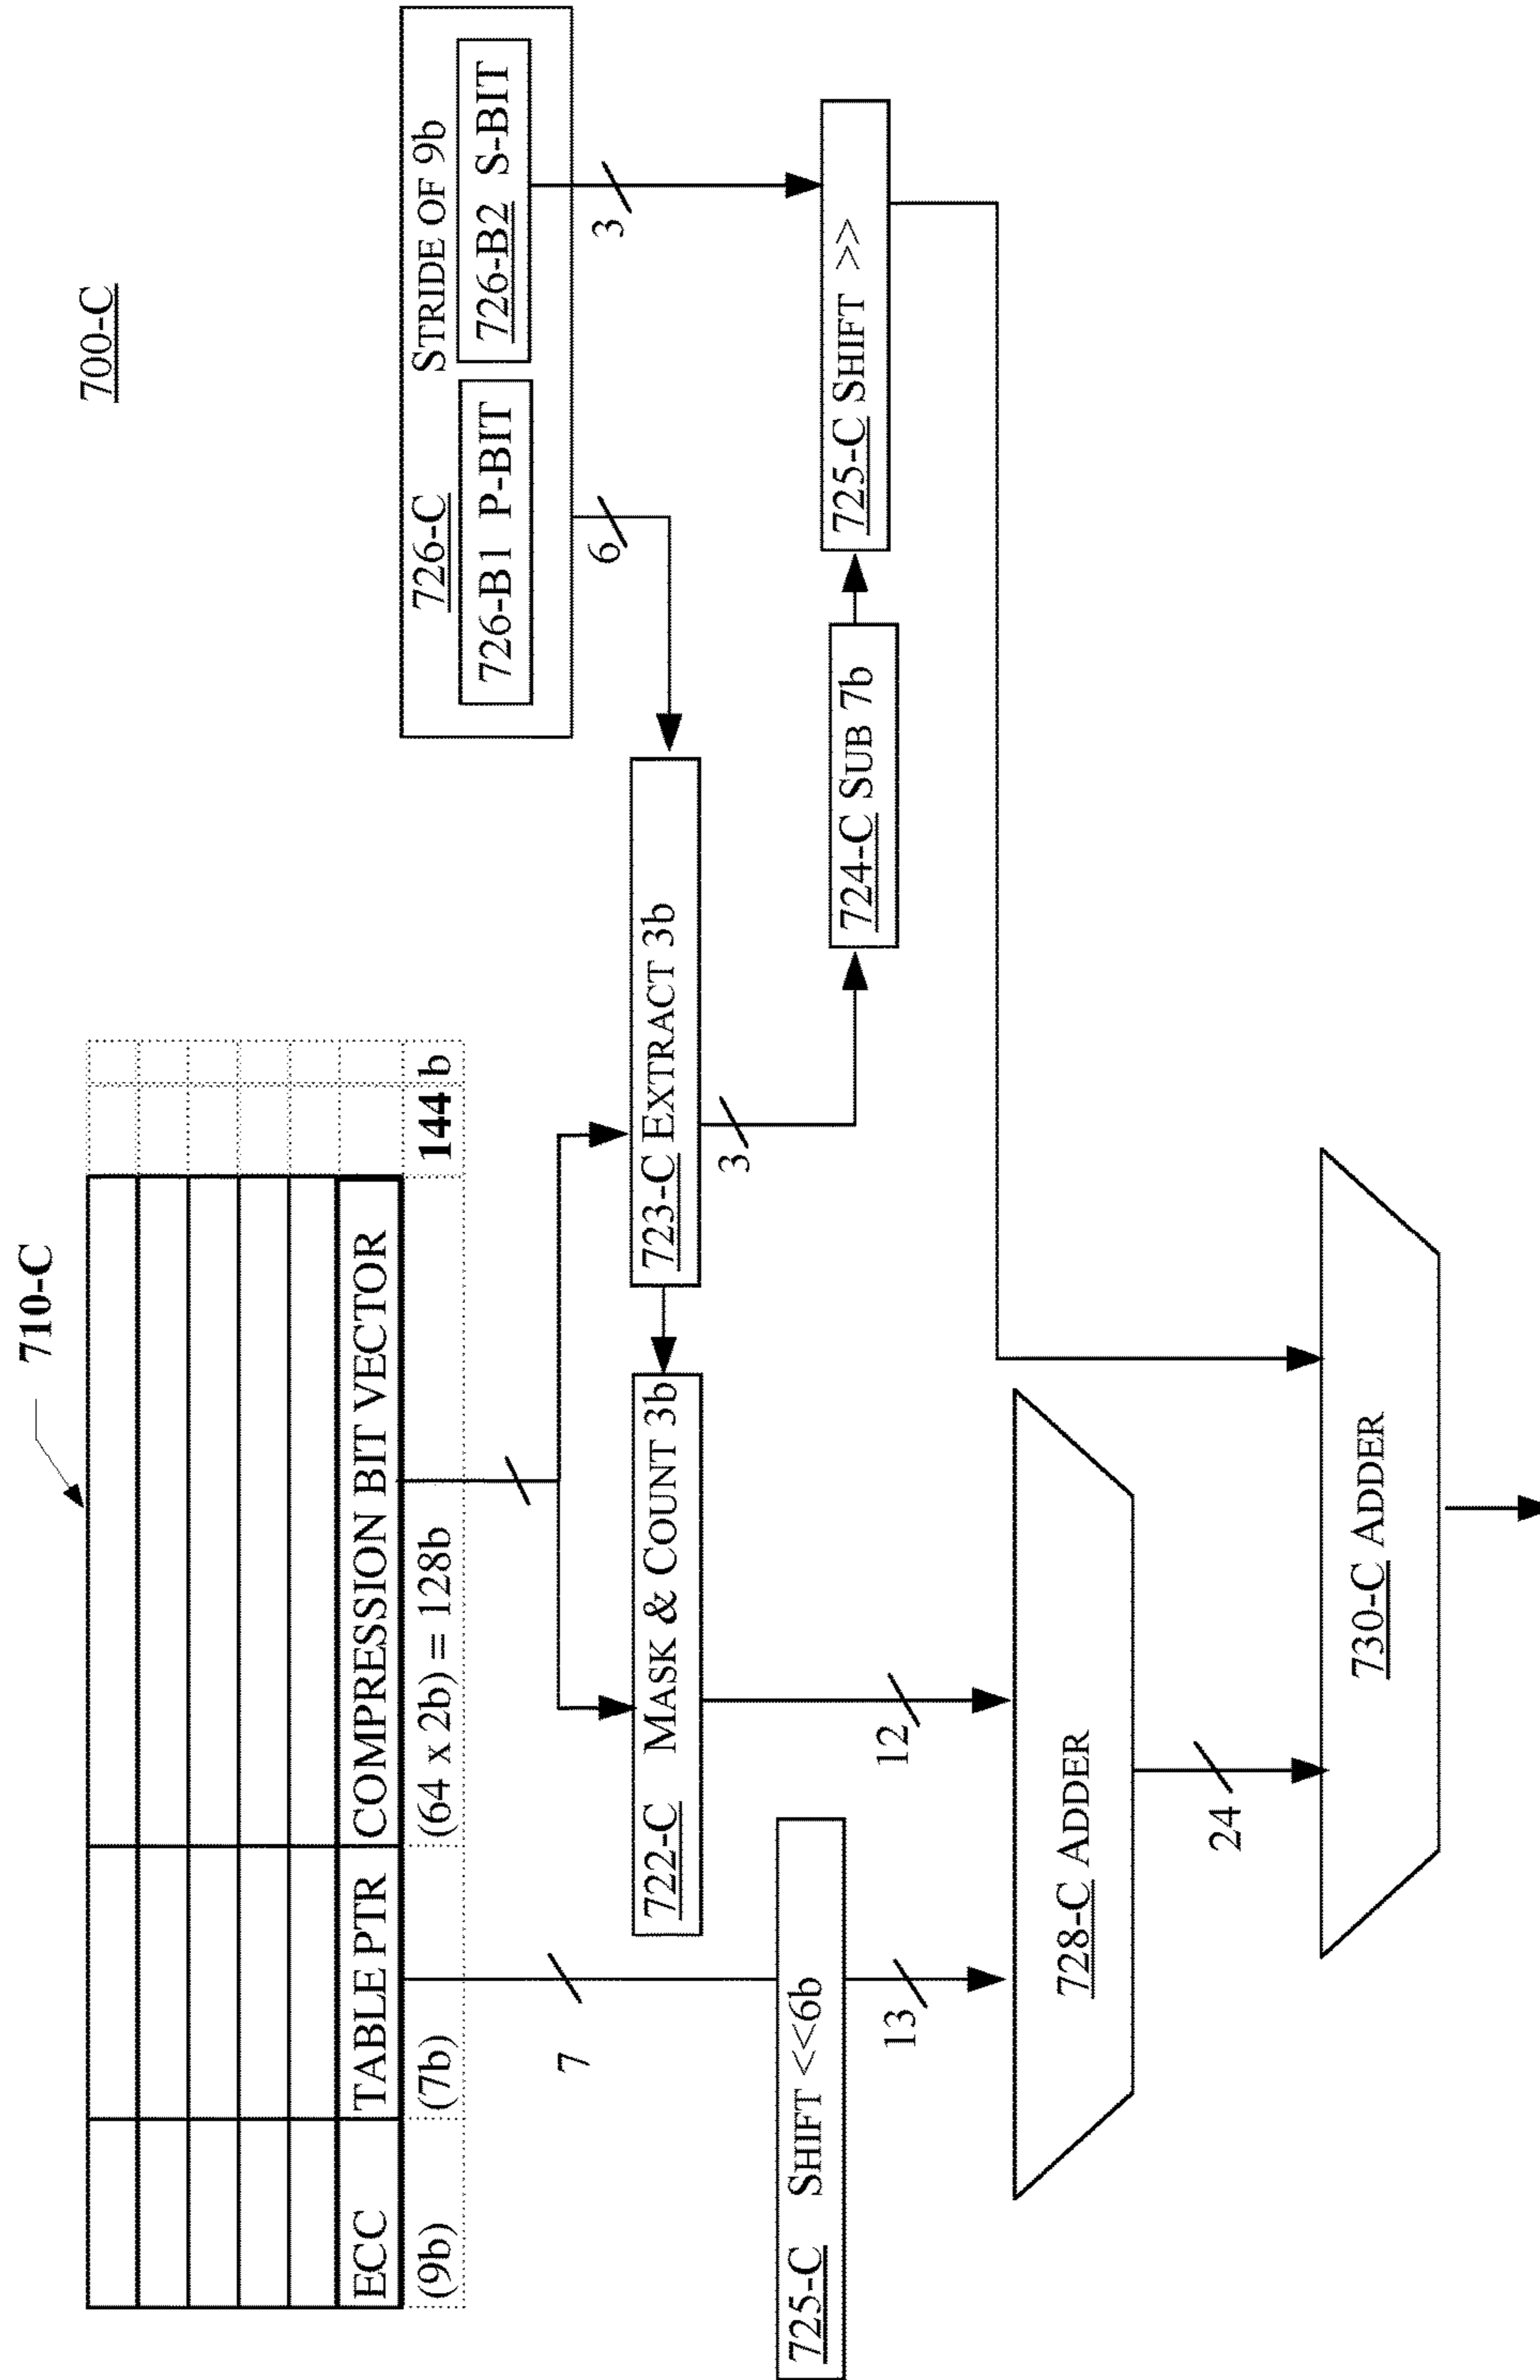 700-C
710-C
ECC
TABLE PTR
COMPRESSION BIT VECTOR
(9b)
(7b)
(64 x 2b) = 128b
144 b
726-C
STRIDE OF 9b
726-B1 P-BIT
726-B2 S-BIT
7
6
3
722-C MASK & COUNT 3b
723-C EXTRACT 3b
3
725-C SHIFT <<6b
724-C SUB 7b
725-C SHIFT >>
13
12
728-C ADDER
24
730-C ADDER